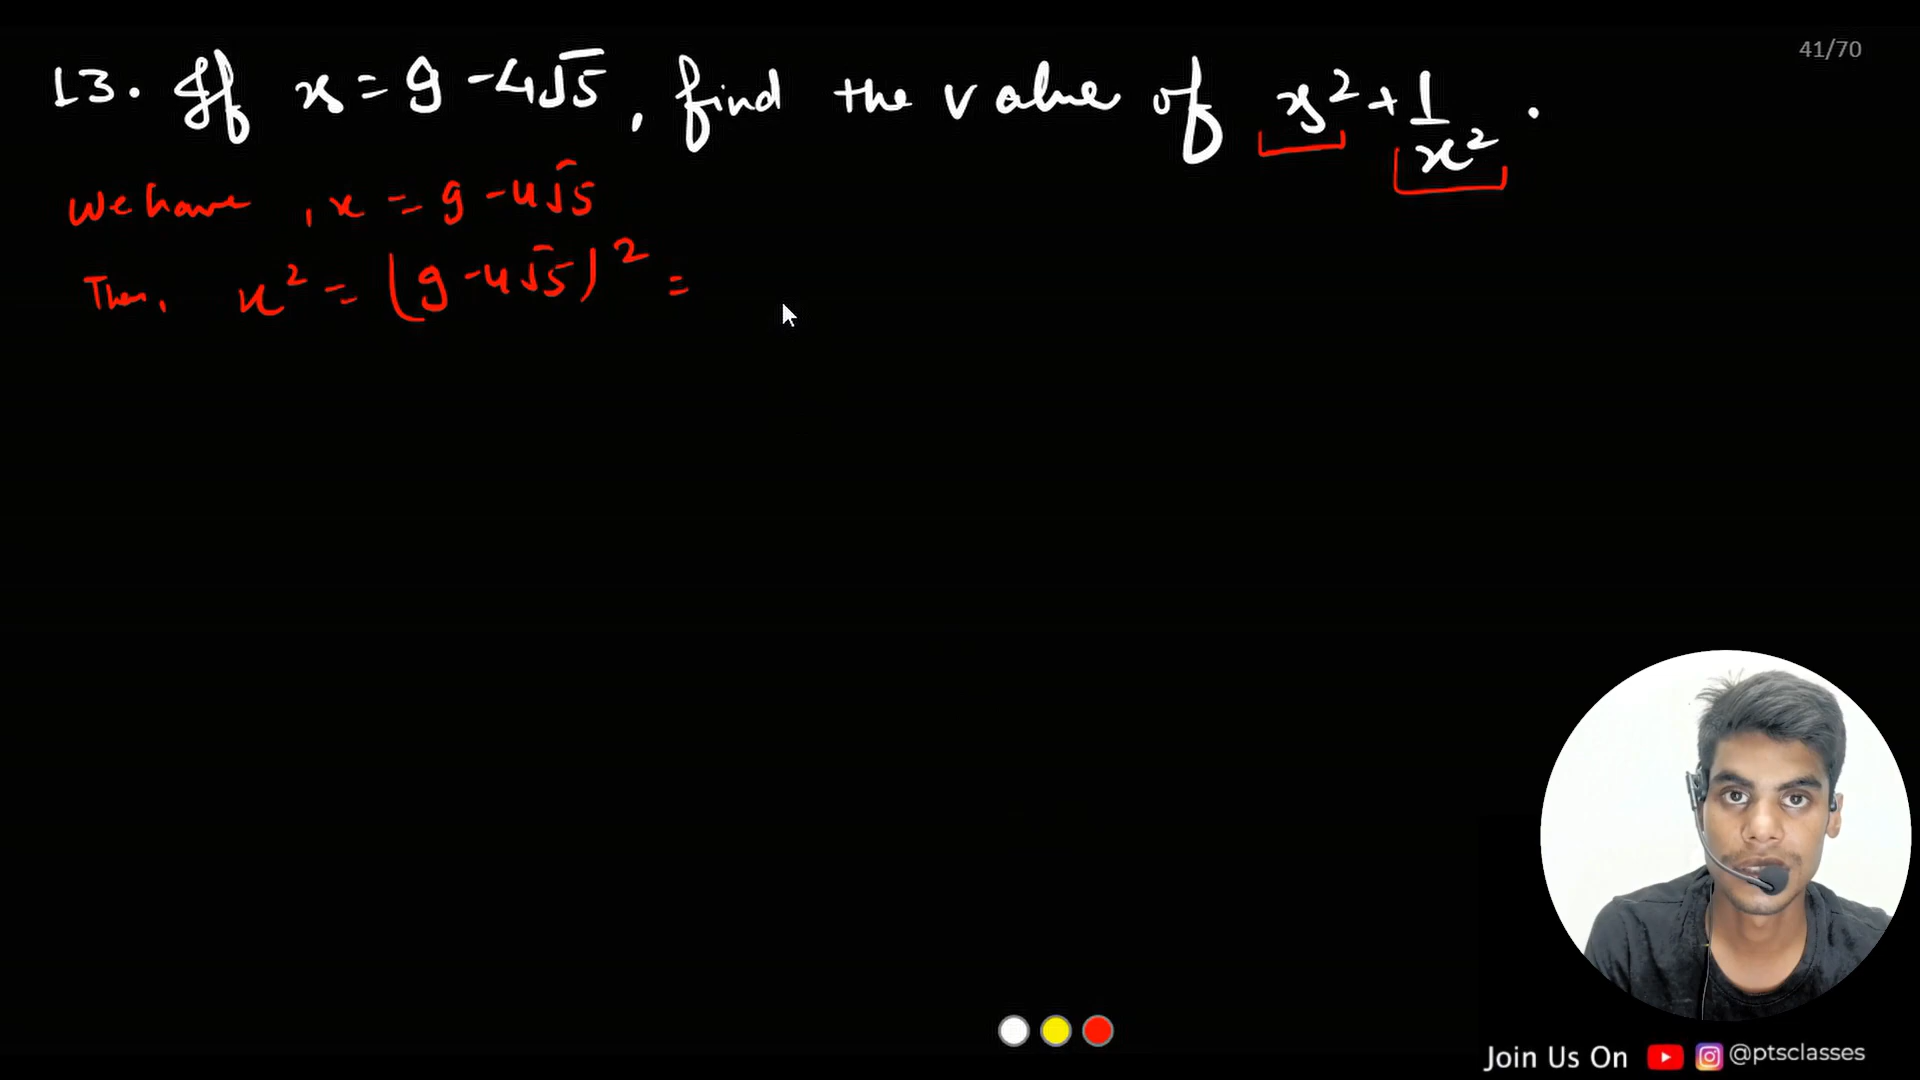 41/70
13. If x = 9 - 4√5, find the value of x² + 1/x².
We have, x = 9 - 4√5
Then, x² = (9 - 4√5)² =
Join Us On @ptsclasses